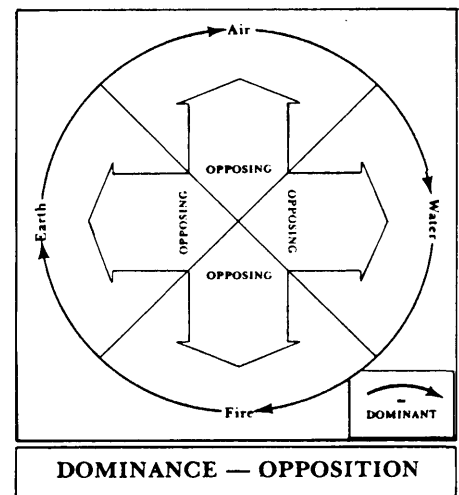 Air
OPPOSING
Earth
OPPOSING
OPPOSING
Water
OPPOSING
Fire
=
DOMINANT
DOMINANCE — OPPOSITION